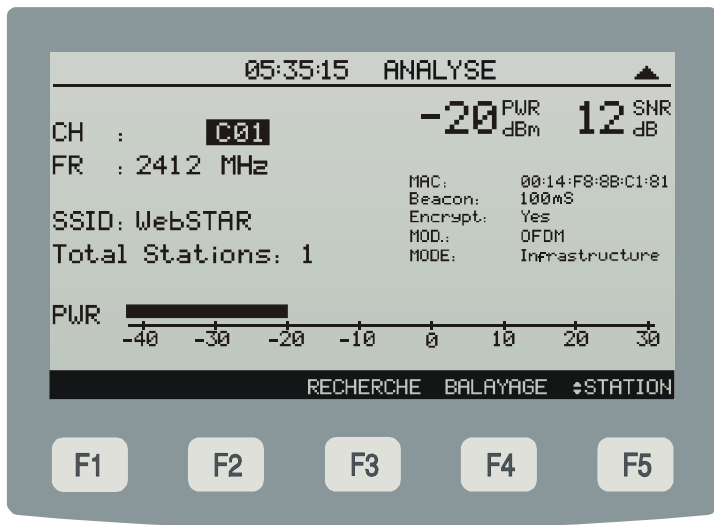 05:35:15 ANALYSE
-20 PWR dBm 12 SNR dB
CH : C01
FR : 2412 MHz
MAC: 00:14:F8:8B:C1:81
Beacon: 100mS
Encrypt: Yes
MOD.: OFDM
MODE: Infrastructure
SSID: WebSTAR
Total Stations: 1
PWR
-40 -30 -20 -10 0 10 20 30
RECHERCHE BALAYAGE STATION
F1 F2 F3 F4 F5